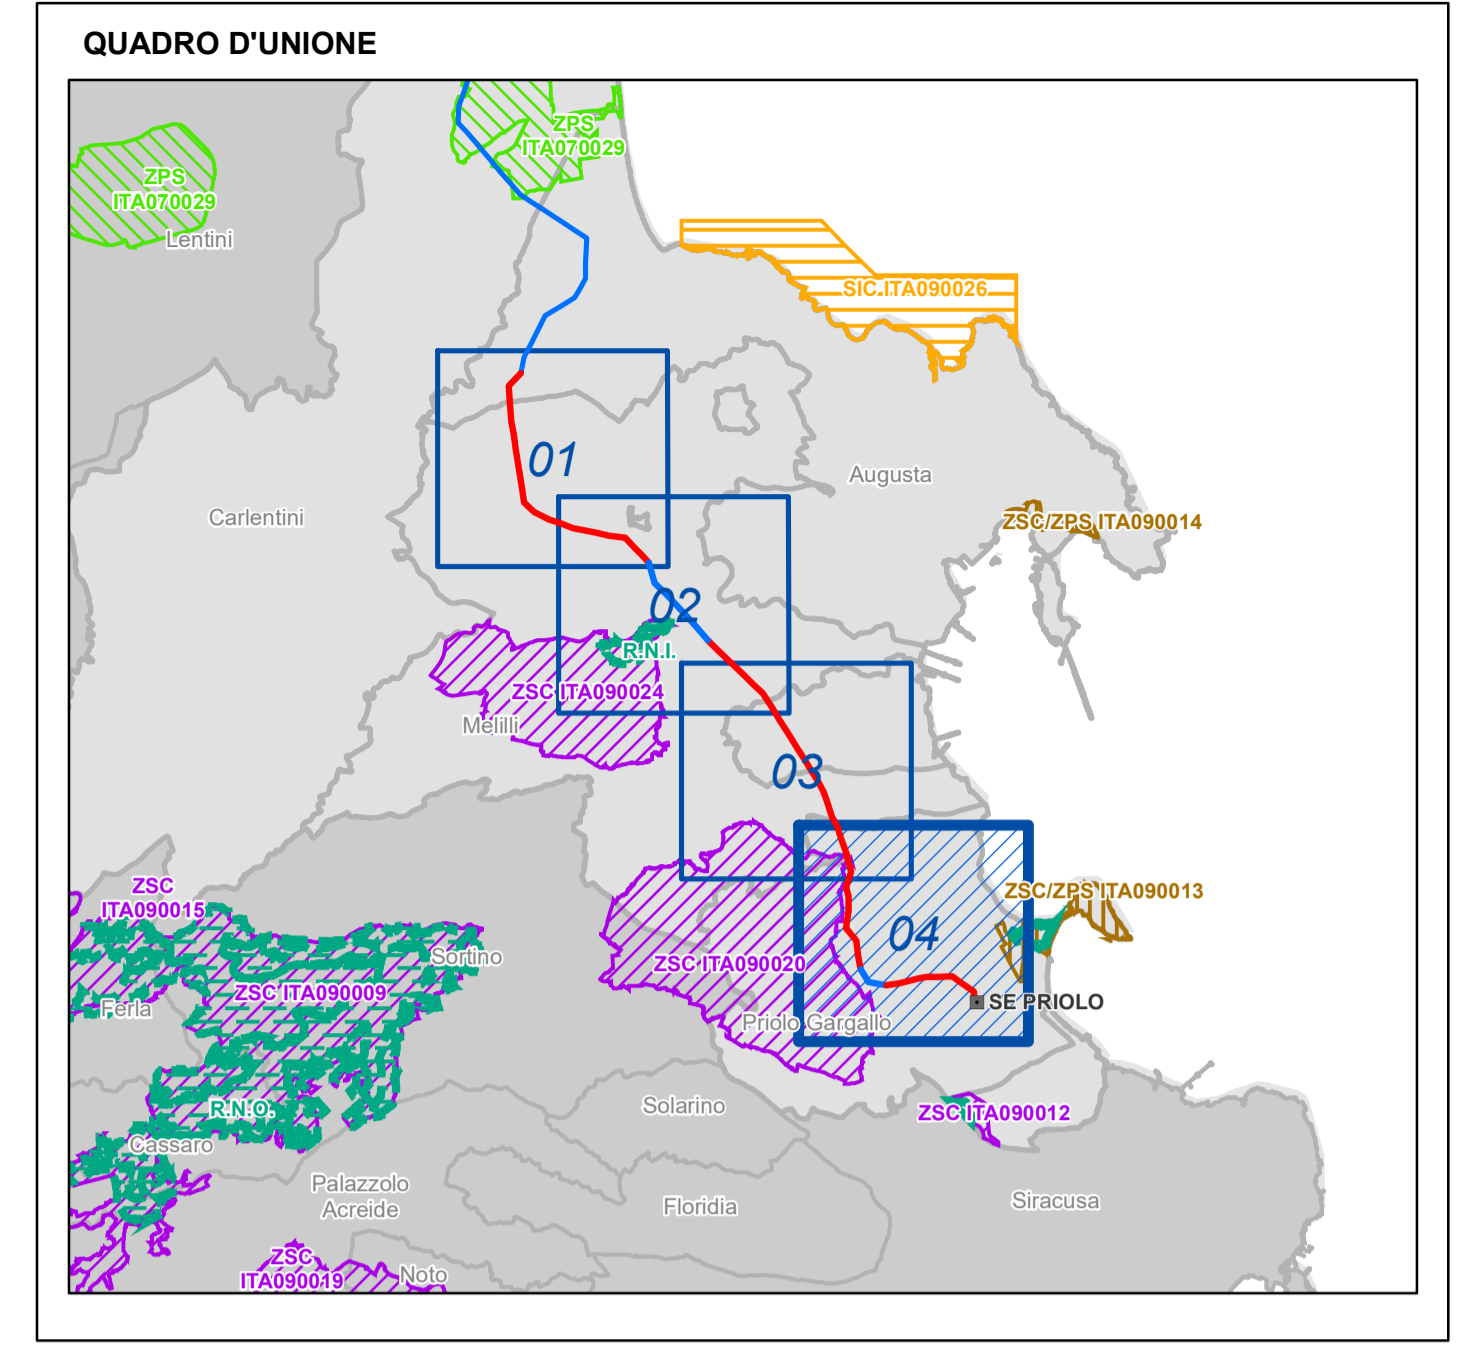 QUADRO D'UNIONE
ZPS
ITA070029
ZPS
ITA070029
Lentini
SIC ITA090026
01
Augusta
Carlentini
ZSC/ZPS ITA090014
02
R.N.I.
ZSC ITA090024
Melilli
03
ZSC
ITA090015
ZSC/ZPS ITA090013
04
Sortino
ZSC ITA090020
ZSC ITA090009
Ferla
SE PRIOLO
Priolo Gargallo
R.N.O.
Solarino
ZSC ITA090012
Cassaro
Palazzolo
Acreide
Floridia
Siracusa
ZSC
ITA090019
Noto